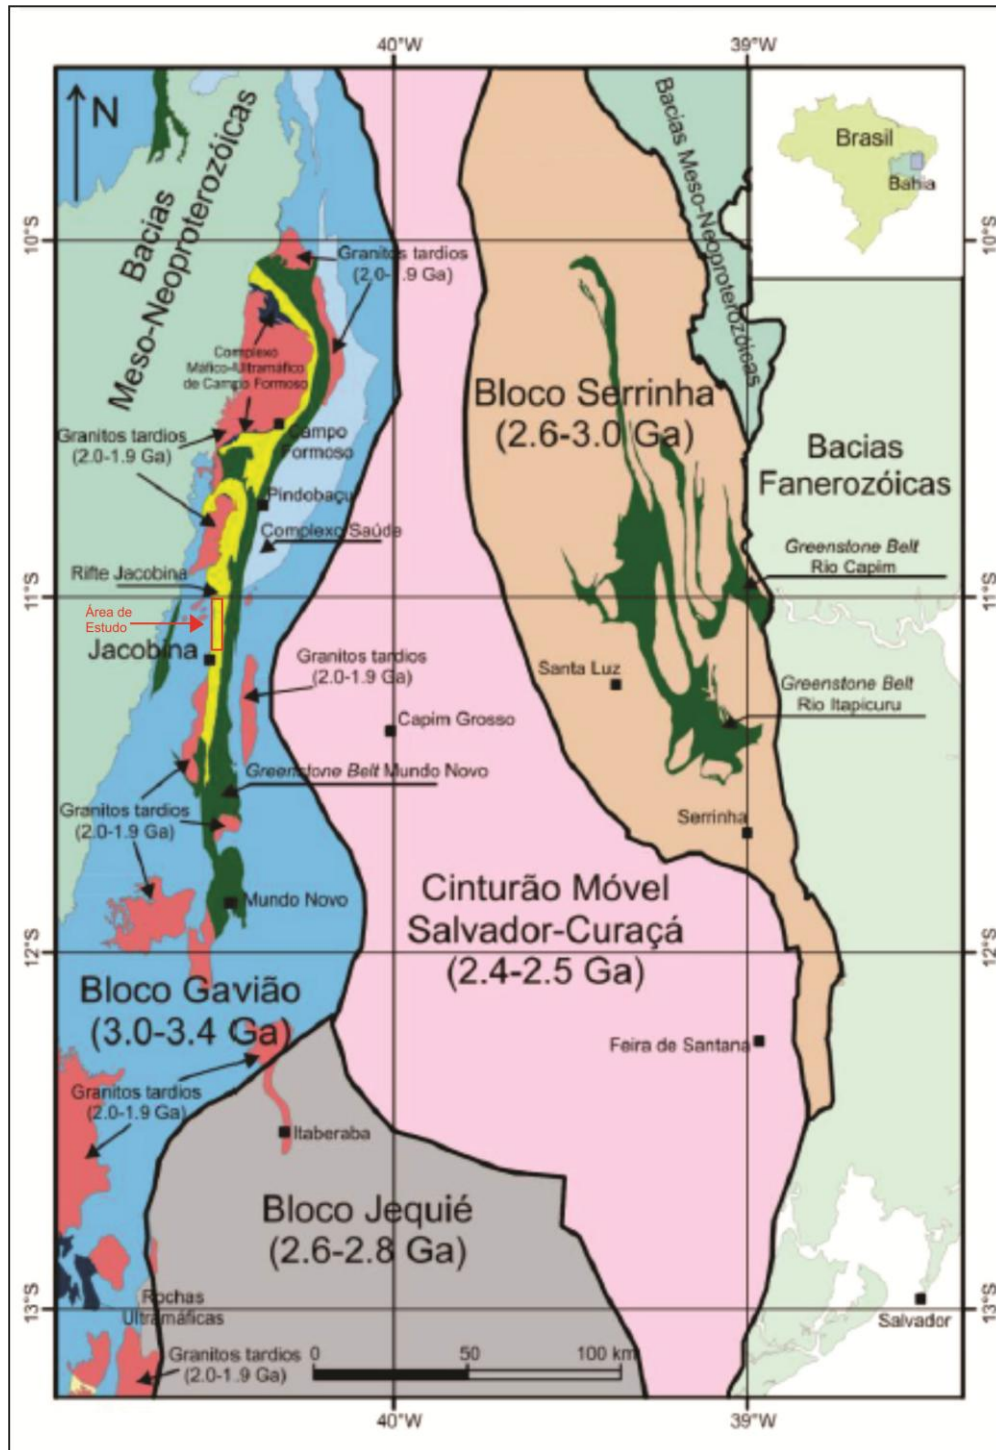 40°W
39°W
N
Bacias
Meso-Neoproterozóicas
Bacias Meso-Neoproterozóicas
Brasil
Bahia
10°S
10°S
Granitos tardios
(2.0-1.9 Ga)
Complexo
Máfico-Ultramáfico
de Campo Formoso
Bloco Serrinha
(2.6-3.0 Ga)
Granitos tardios
(2.0-1.9 Ga)
Campo
Formoso
Bacias
Fanerozóicas
Pindobaçu
Complexo Saúde
Greenstone Belt
Rio Capim
Rifte Jacobina
11°S
11°S
Área de
Estudo
Jacobina
Granitos tardios
(2.0-1.9 Ga)
Santa Luz
Greenstone Belt
Rio Itapicuru
Capim Grosso
Greenstone Belt Mundo Novo
Granitos tardios
(2.0-1.9 Ga)
Serrinha
Mundo Novo
Cinturão Móvel
Salvador-Curaçá
(2.4-2.5 Ga)
12°S
12°S
Bloco Gavião
(3.0-3.4 Ga)
Feira de Santana
Granitos tardios
(2.0-1.9 Ga)
Itaberaba
Bloco Jequié
(2.6-2.8 Ga)
Rochas
Ultramáficas
13°S
13°S
Salvador
Granitos tardios
(2.0-1.9 Ga)
0 50 100 km
40°W
39°W